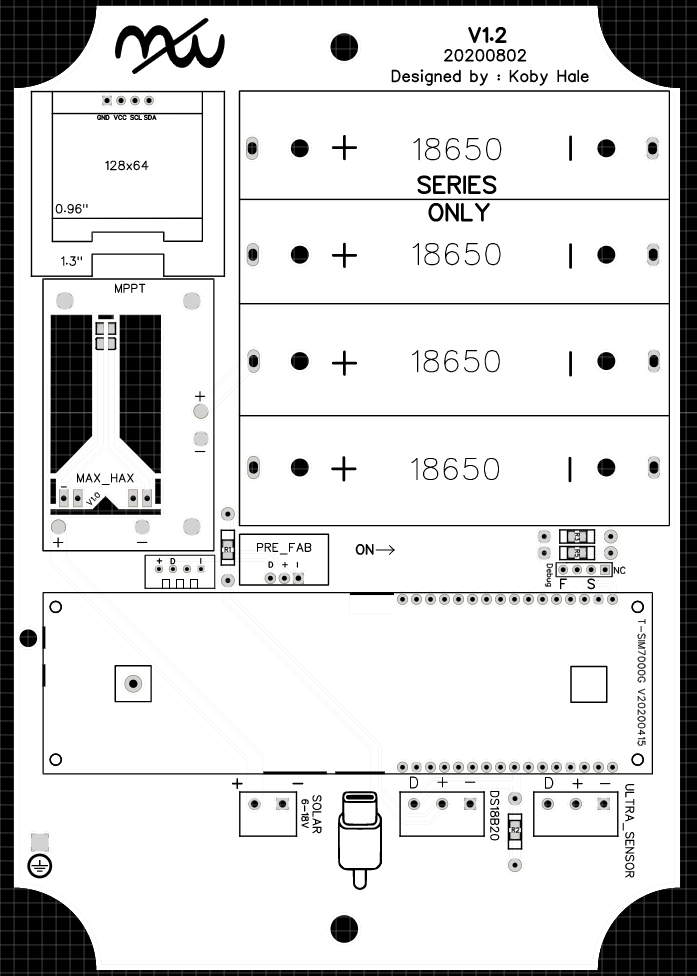 V1.2
20200802
Designed by : Koby Hale
GND VCC SCL SDA
128x64
0.96"
1.3"
+ 18650 |
SERIES
ONLY
+ 18650 |
+ 18650 |
+ 18650 |
MPPT
+
−
MAX_HAX
−
V1.0
+ −
+ D I
R1
PRE_FAB
D + I
ON→
R3
R5
Debug
NC
F S
T-SIM7000G V20200415
+ −
SOLAR
6-18V
D + −
DS18B20
R2
D + −
ULTRA_SENSOR